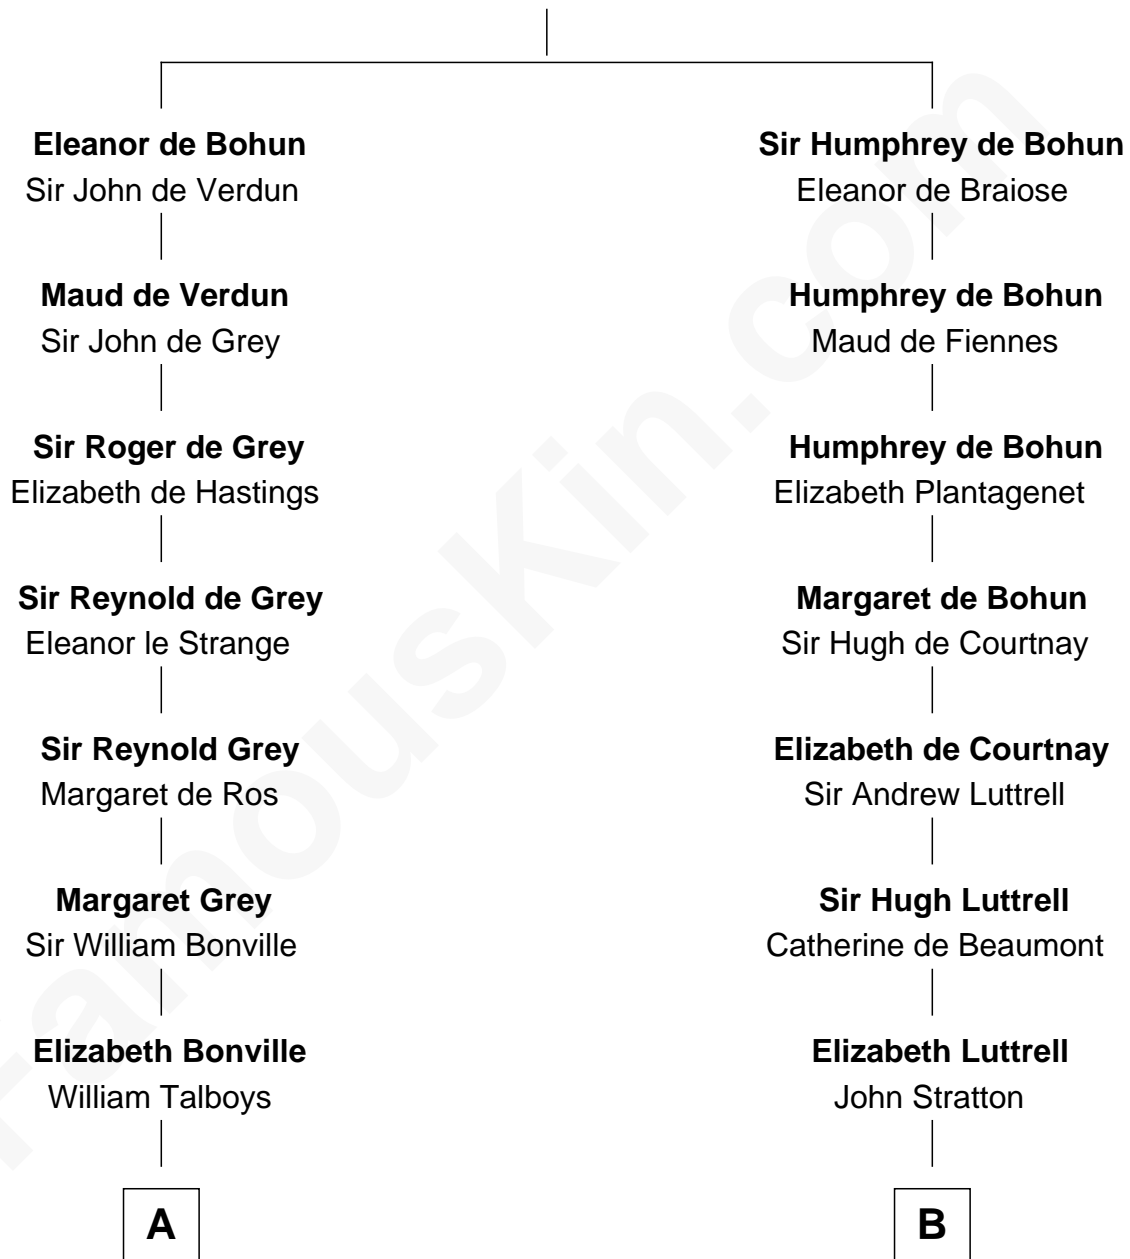 Eleanor de Bohun
Sir John de Verdun
Maud de Verdun
Sir John de Grey
Sir Roger de Grey
Elizabeth de Hastings
Sir Reynold de Grey
Eleanor le Strange
Sir Reynold Grey
Margaret de Ros
Margaret Grey
Sir William Bonville
Elizabeth Bonville
William Talboys
A
Sir Humphrey de Bohun
Eleanor de Braiose
Humphrey de Bohun
Maud de Fiennes
Humphrey de Bohun
Elizabeth Plantagenet
Margaret de Bohun
Sir Hugh de Courtnay
Elizabeth de Courtnay
Sir Andrew Luttrell
Sir Hugh Luttrell
Catherine de Beaumont
Elizabeth Luttrell
John Stratton
B
FamousKin.com